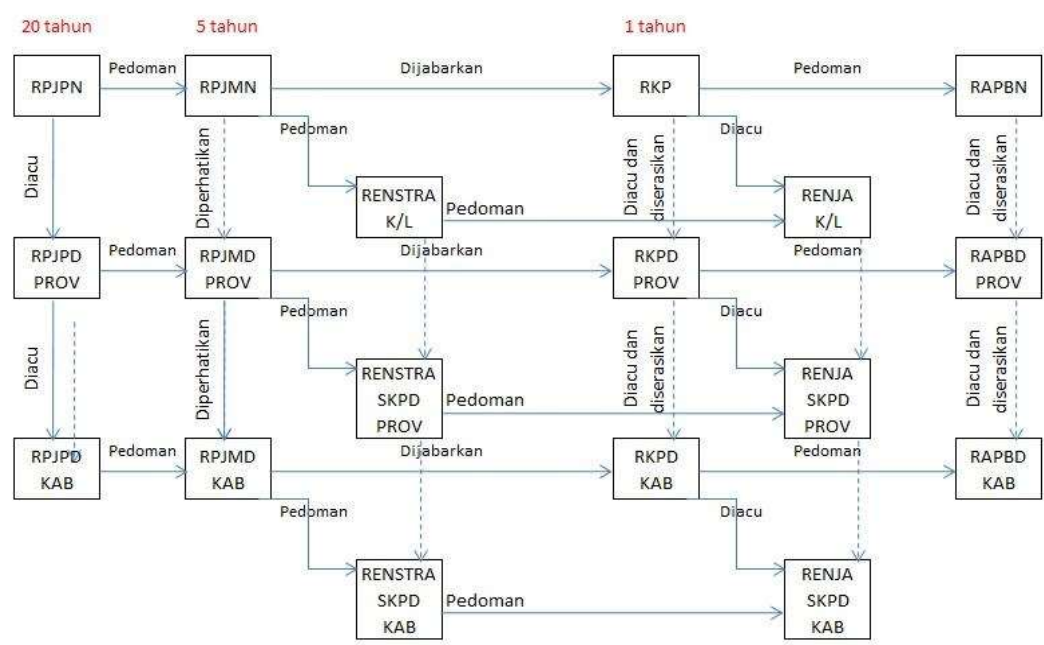 20 tahun
5 tahun
1 tahun
RPJPN
Pedoman
RPJMN
Dijabarkan
RKP
Pedoman
RAPBN
Diacu
Diperhatikan
Pedoman
Diacu dan
diserasikan
Diacu
Diacu dan
diserasikan
RENSTRA
K/L
Pedoman
RENJA
K/L
RPJPD
PROV
Pedoman
RPJMD
PROV
Dijabarkan
RKPD
PROV
Pedoman
RAPBD
PROV
Diacu
Diperhatikan
Pedoman
Diacu dan
diserasikan
Diacu
Diacu dan
diserasikan
RENSTRA
SKPD
PROV
Pedoman
RENJA
SKPD
PROV
RPJPD
KAB
Pedoman
RPJMD
KAB
Dijabarkan
RKPD
KAB
Pedoman
RAPBD
KAB
Pedoman
Diacu
RENSTRA
SKPD
KAB
Pedoman
RENJA
SKPD
KAB